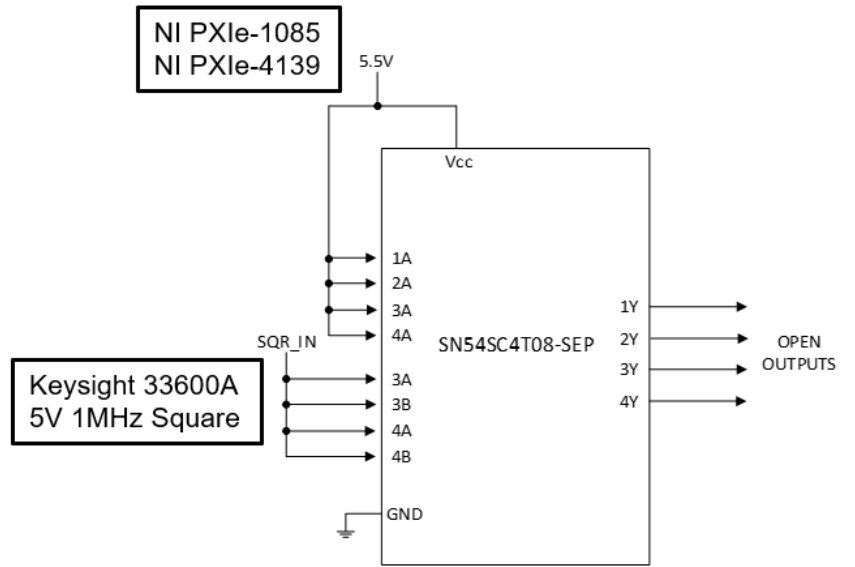 NI PXIe-1085
NI PXIe-4139
5.5V
Vcc
1A
2A
3A
4A
SQR_IN
3A
3B
4A
4B
GND
Keysight 33600A
5V 1MHz Square
SN54SC4T08-SEP
1Y
2Y
3Y
4Y
OPEN
OUTPUTS